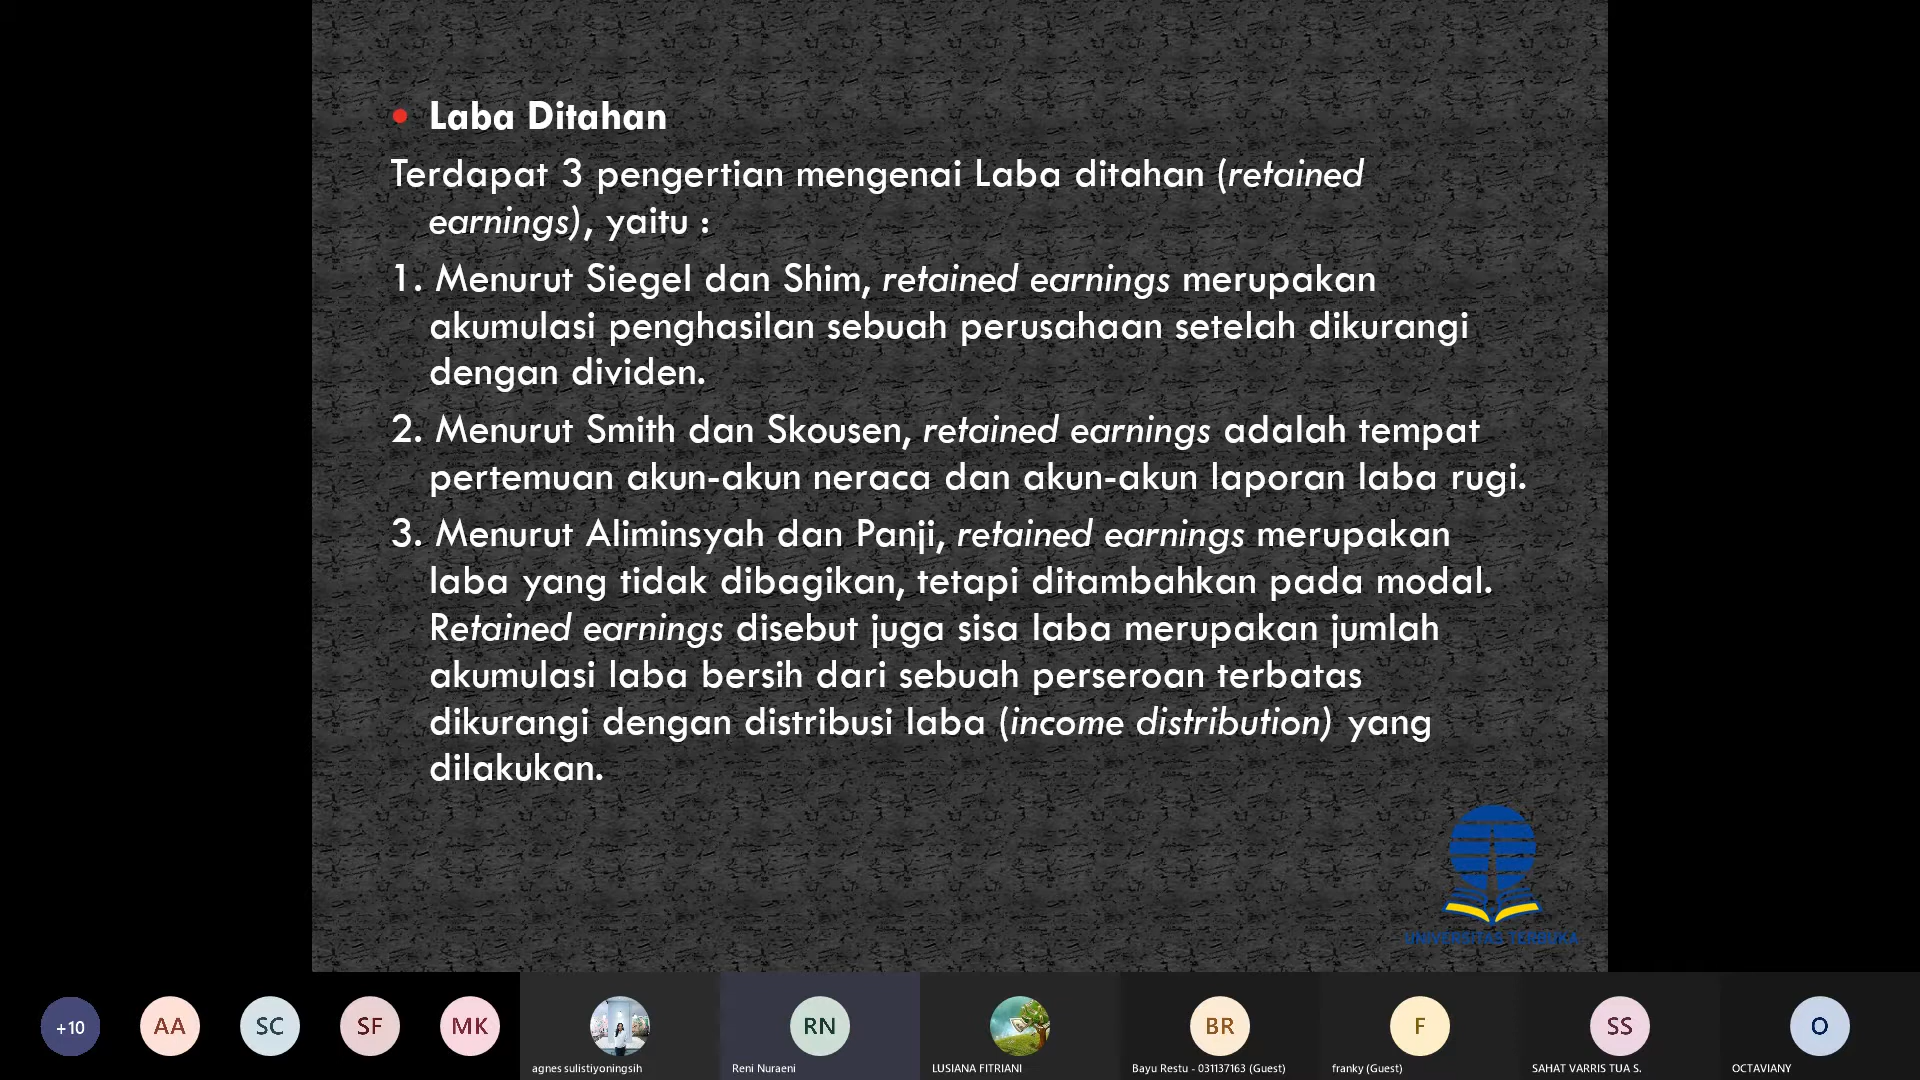 • Laba Ditahan
Terdapat 3 pengertian mengenai Laba ditahan (retained
earnings), yaitu :
1. Menurut Siegel dan Shim, retained earnings merupakan
akumulasi penghasilan sebuah perusahaan setelah dikurangi
dengan dividen.
2. Menurut Smith dan Skousen, retained earnings adalah tempat
pertemuan akun-akun neraca dan akun-akun laporan laba rugi.
3. Menurut Aliminsyah dan Panji, retained earnings merupakan
laba yang tidak dibagikan, tetapi ditambahkan pada modal.
Retained earnings disebut juga sisa laba merupakan jumlah
akumulasi laba bersih dari sebuah perseroan terbatas
dikurangi dengan distribusi laba (income distribution) yang
dilakukan.
UNIVERSITAS TERBUKA
+10 AA SC SF MK RN BR F SS O
agnes sulistiyoningsih Reni Nuraeni LUSIANA FITRIANI Bayu Restu - 031137163 (Guest) franky (Guest) SAHAT VARRIS TUA S. OCTAVIANY